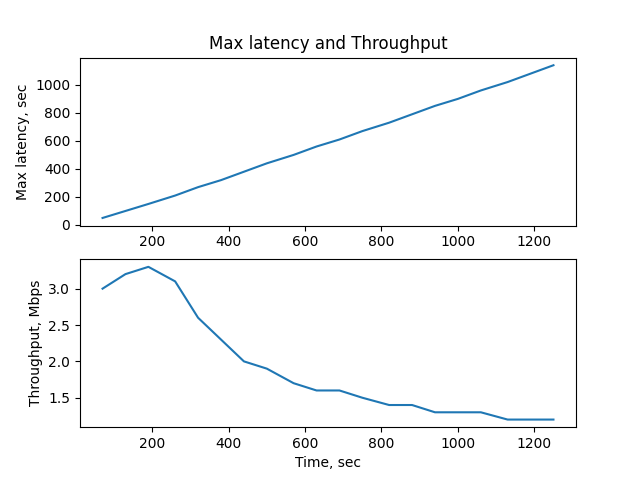 Max latency and Throughput
Max latency, sec
1000
800
600
400
200
0
200 400 600 800 1000 1200
Throughput, Mbps
3.0
2.5
2.0
1.5
200 400 600 800 1000 1200
Time, sec